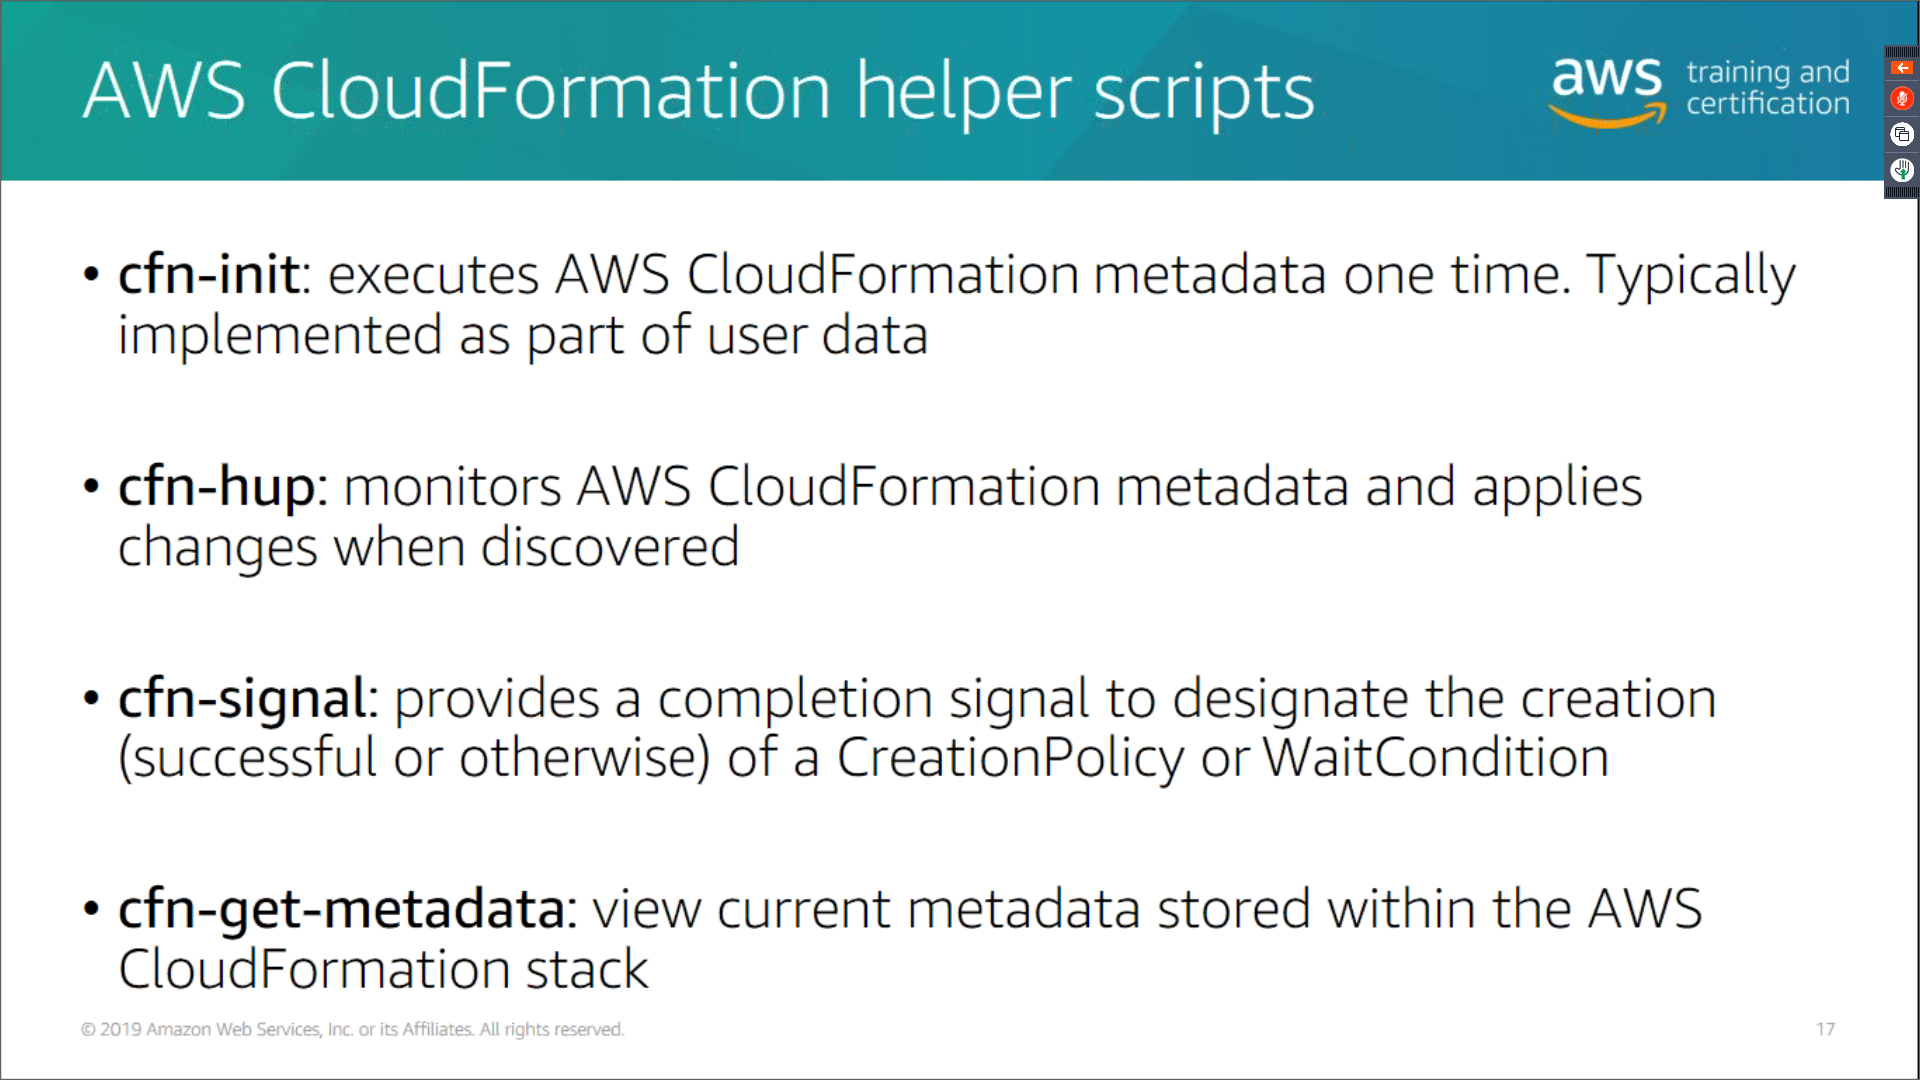 AWS CloudFormation helper scripts
aws training and
certification
• cfn-init: executes AWS CloudFormation metadata one time. Typically
implemented as part of user data
• cfn-hup: monitors AWS CloudFormation metadata and applies
changes when discovered
• cfn-signal: provides a completion signal to designate the creation
(successful or otherwise) of a CreationPolicy or WaitCondition
• cfn-get-metadata: view current metadata stored within the AWS
CloudFormation stack
© 2019 Amazon Web Services, Inc. or its Affiliates. All rights reserved.
17